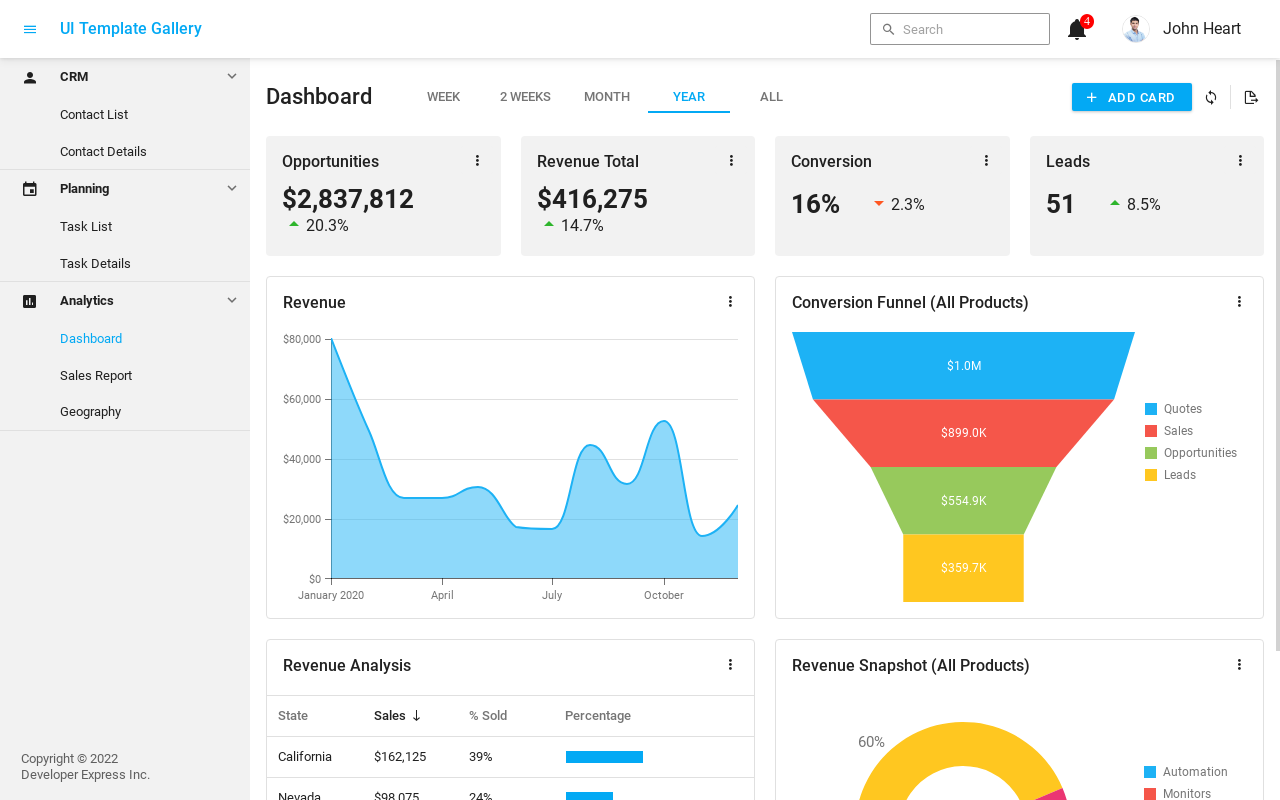 UI Template Gallery
Search
4
John Heart
CRM
Contact List
Contact Details
Planning
Task List
Task Details
Analytics
Dashboard
Sales Report
Geography
Copyright © 2022
Developer Express Inc.
Dashboard
WEEK
2 WEEKS
MONTH
YEAR
ALL
ADD CARD
Opportunities
$2,837,812
20.3%
Revenue Total
$416,275
14.7%
Conversion
16%
2.3%
Leads
51
8.5%
Revenue
$80,000
$60,000
$40,000
$20,000
$0
January 2020
April
July
October
Conversion Funnel (All Products)
$1.0M
$899.0K
$554.9K
$359.7K
Quotes
Sales
Opportunities
Leads
Revenue Analysis
State Sales % Sold Percentage
California $162,125 39%
Nevada $98,075 24%
Revenue Snapshot (All Products)
60%
Automation
Monitors